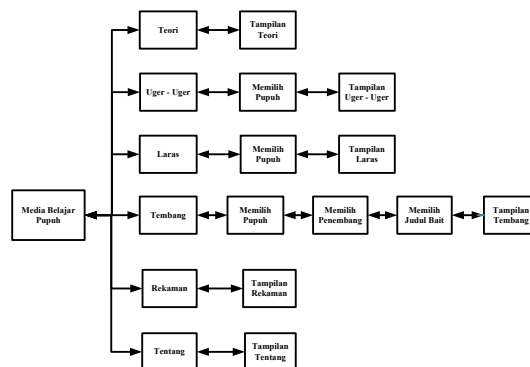 Teori
Tampilan
Teori
Uger - Uger
Memilih
Pupuh
Tampilan
Uger - Uger
Laras
Memilih
Pupuh
Tampilan
Laras
Media Belajar
Pupuh
Tembang
Memilih
Pupuh
Memilih
Penembang
Memilih
Judul Bait
Tampilan
Tembang
Rekaman
Tampilan
Rekaman
Tentang
Tampilan
Tentang